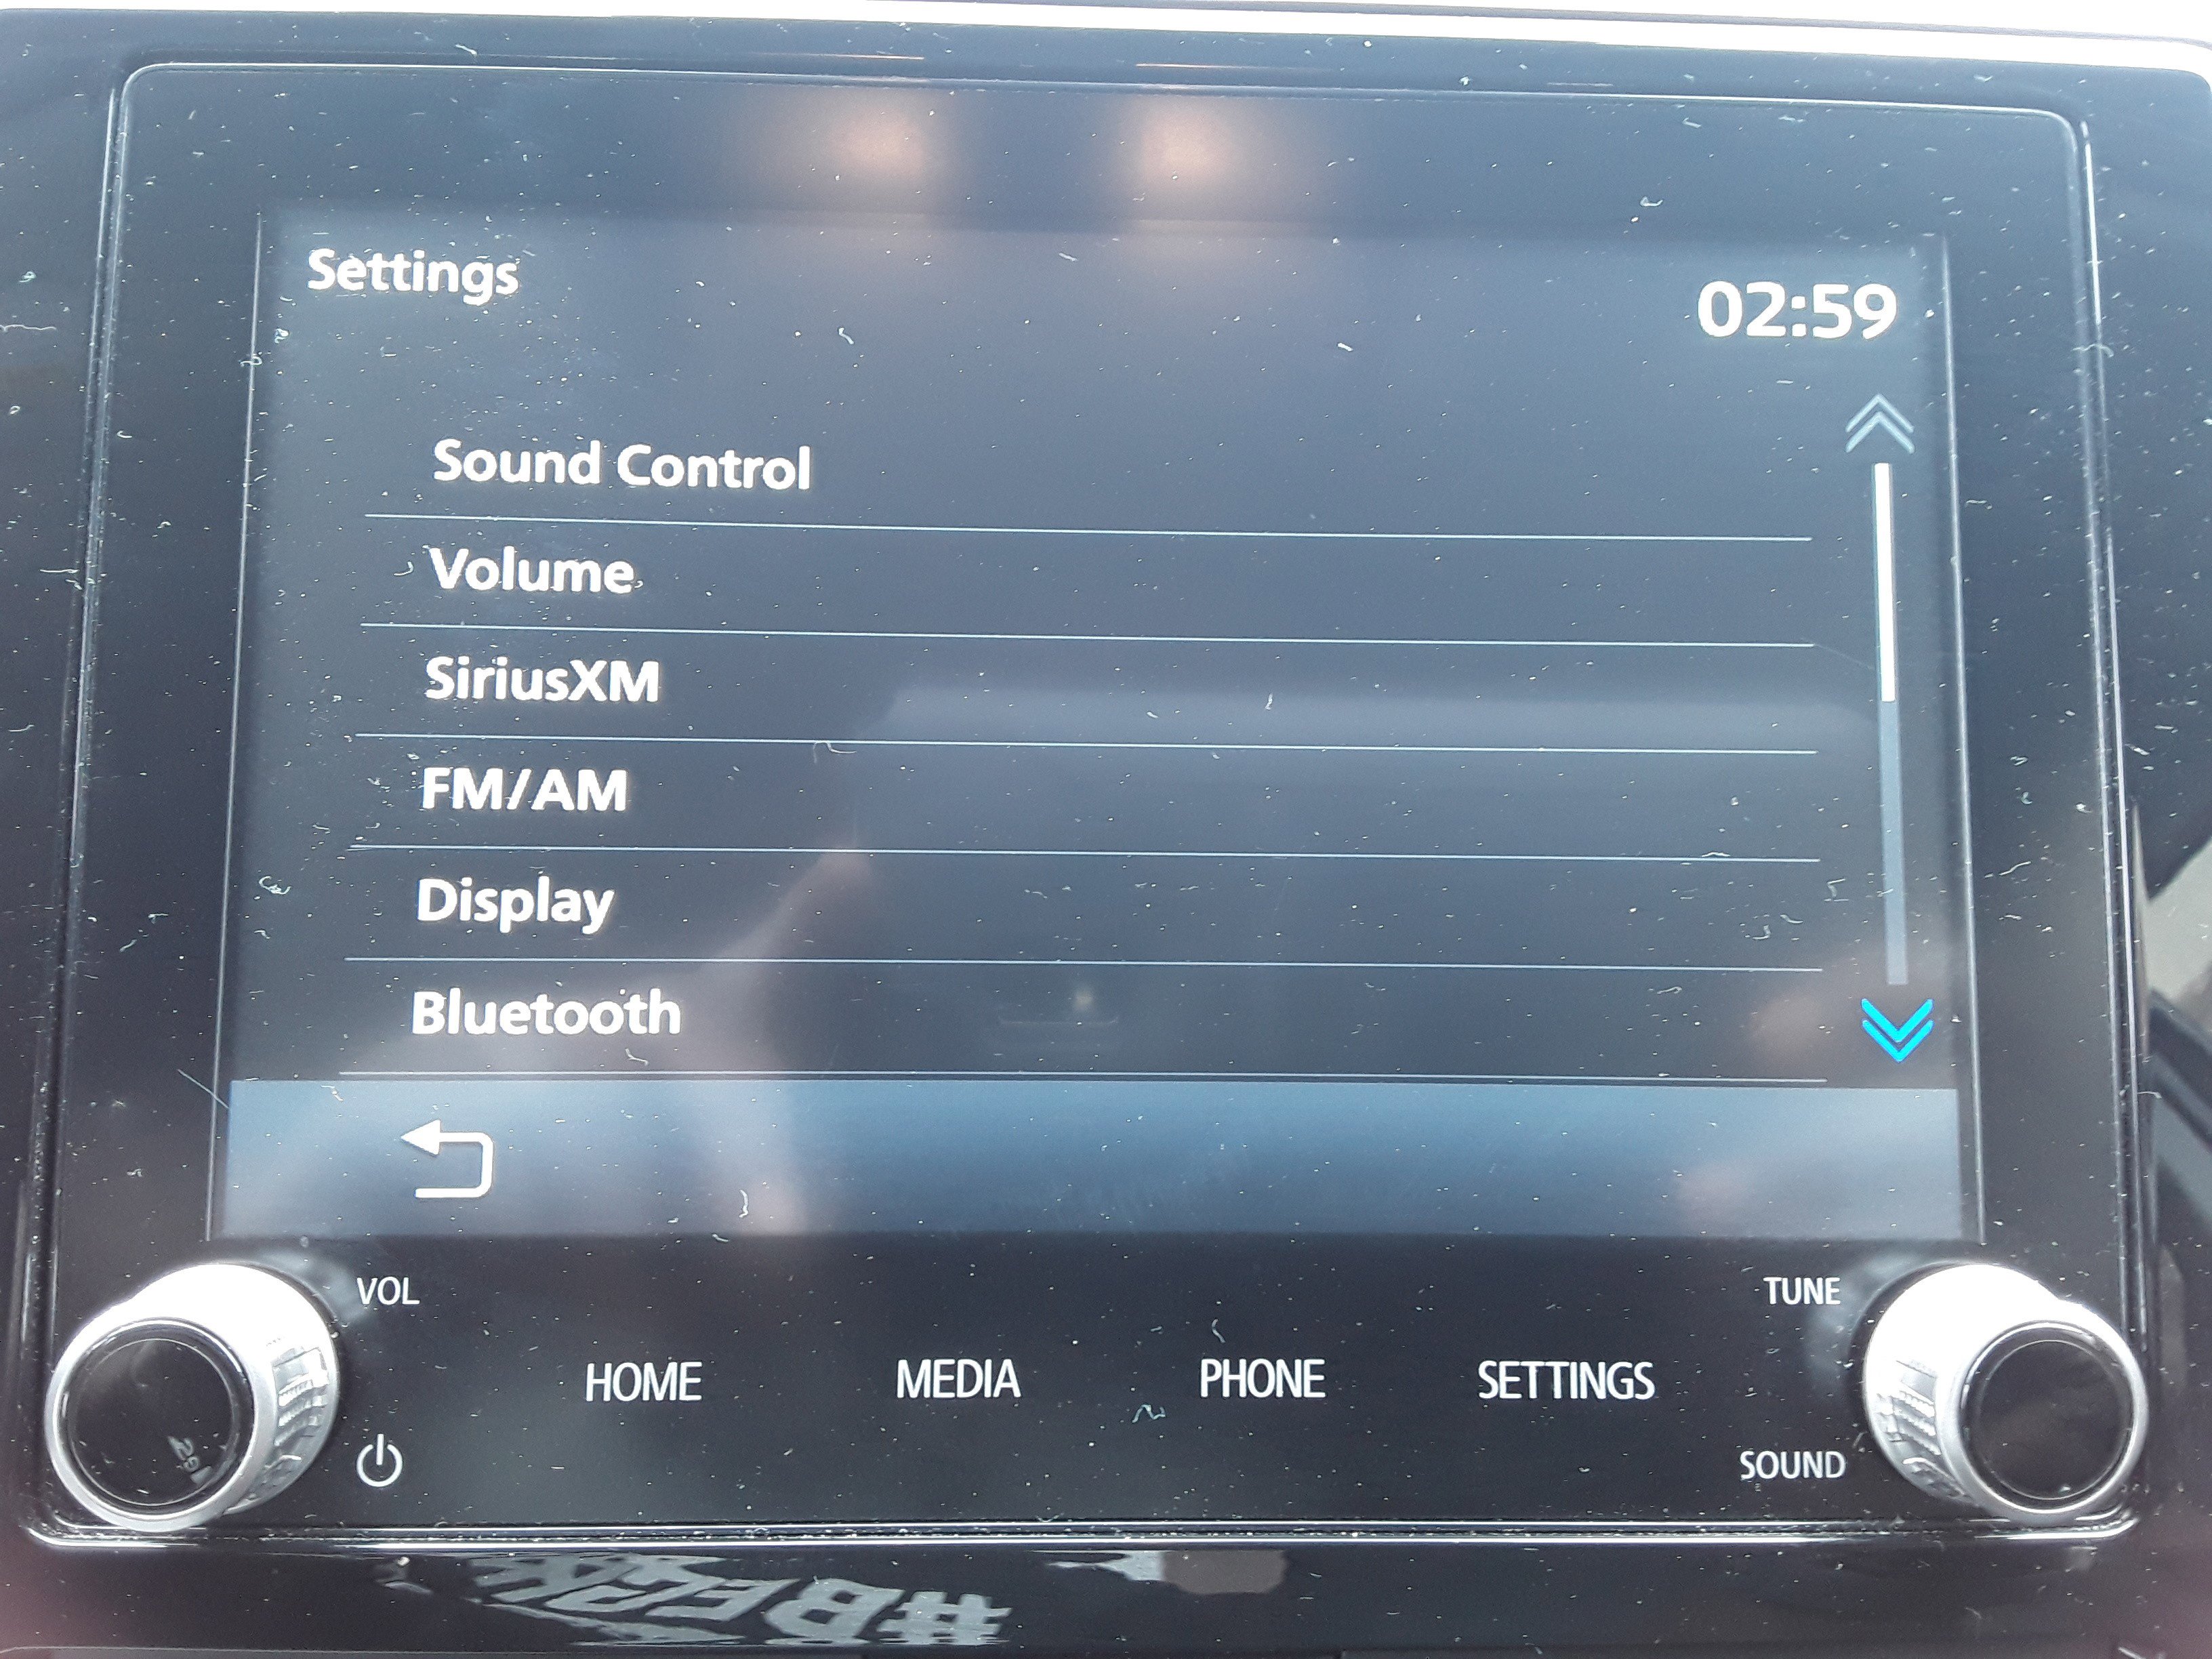 Settings
02:59
Sound Control
Volume
SiriusXM
FM/AM
Display
Bluetooth
VOL
TUNE
HOME
MEDIA
PHONE
SETTINGS
SOUND